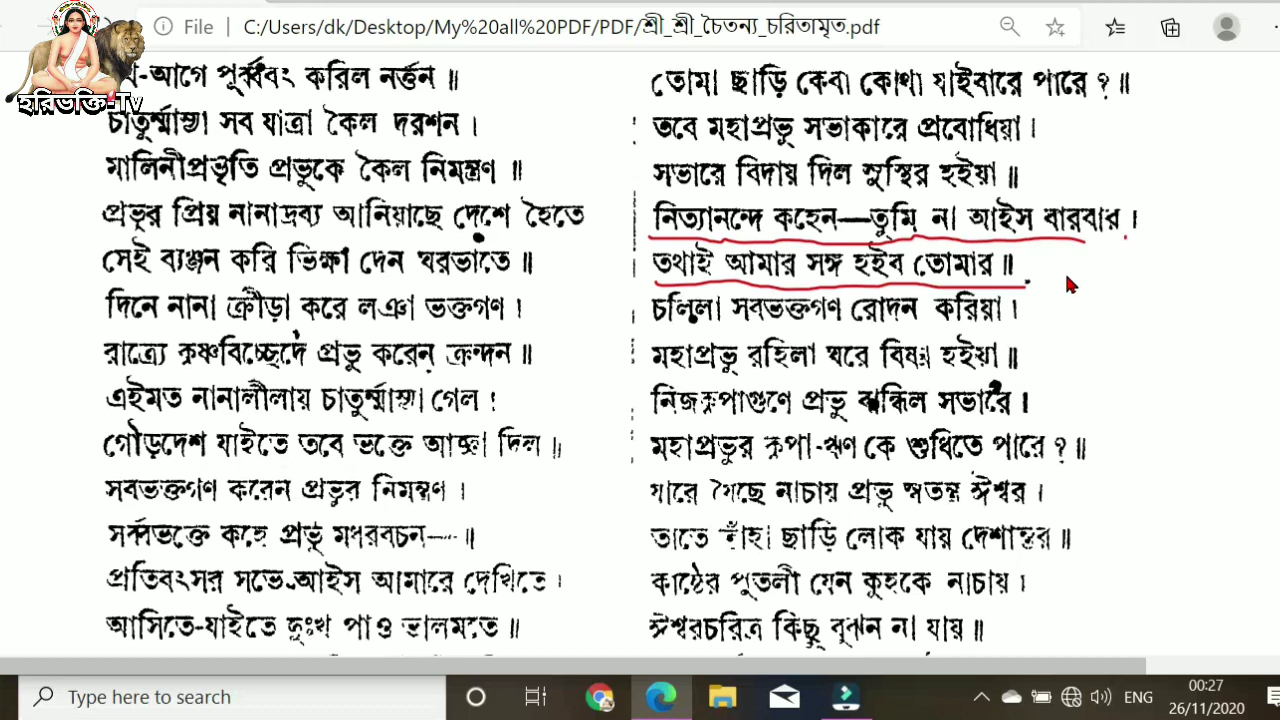 File C:/Users/dk/Desktop/My%20all%20PDF/PDF/শ্রী_শ্রী_চৈতন্য_চরিতামৃত.pdf
হরিভক্তি-Tv
-আগে পূর্ব্ববৎ করিল নর্ত্তন ॥
চাতুর্ম্মাস্যা সব যাত্রা কৈল দরশন ।
মালিনীপ্রভৃতি প্রভুকে কৈল নিমন্ত্রণ ॥
প্রভুর প্রিয় নানাদ্রব্য আনিয়াছে দেশে হৈতে
সেই ব্যঞ্জন করি ভিক্ষা দেন ঘরভাতে ॥
দিনে নানা ক্রীড়া করে লঞা ভক্তগণ ।
রাত্র্যে কৃষ্ণবিচ্ছেদে প্রভু করেন ক্রন্দন ॥
এইমত নানালীলায় চাতুর্ম্মাস্যা গেল ।
গৌড়দেশ যাইতে তবে ভক্তে আজ্ঞা দিল ॥
সবভক্তগণ করেন প্রভুর নিমন্ত্রণ ।
সর্ব্বভক্তে কহে প্রভু মধুরবচন— ॥
প্রতিবৎসর সভে-আইস আমারে দেখিতে ।
আসিতে-যাইতে দুঃখ পাও ভালমতে ॥
তোমা ছাড়ি কেবা কোথা যাইবারে পারে ? ॥
তবে মহাপ্রভু সভাকারে প্রবোধিয়া ।
সভারে বিদায় দিল সুস্থির হইয়া ॥
নিত্যানন্দে কহেন—তুমি না আইস বারবার ।
তথাই আমার সঙ্গ হইব তোমার ॥
চলিলা সবভক্তগণ রোদন করিয়া ।
মহাপ্রভু রহিলা ঘরে বিষণ্ন হইয়া ॥
নিজকৃপাগুণে প্রভু বান্ধিল সভারে ।
মহাপ্রভুর কৃপা-ঋণ কে শুধিতে পারে ? ॥
যারে যৈছে নাচায় প্রভু স্বতন্ত্র ঈশ্বর ।
তাতে তাঁহা ছাড়ি লোক যায় দেশান্তর ॥
কাষ্ঠের পুতলী যেন কুহকে নাচায় ।
ঈশ্বরচরিত্র কিছু বুঝন না যায় ॥
Type here to search
ENG
00:27
26/11/2020